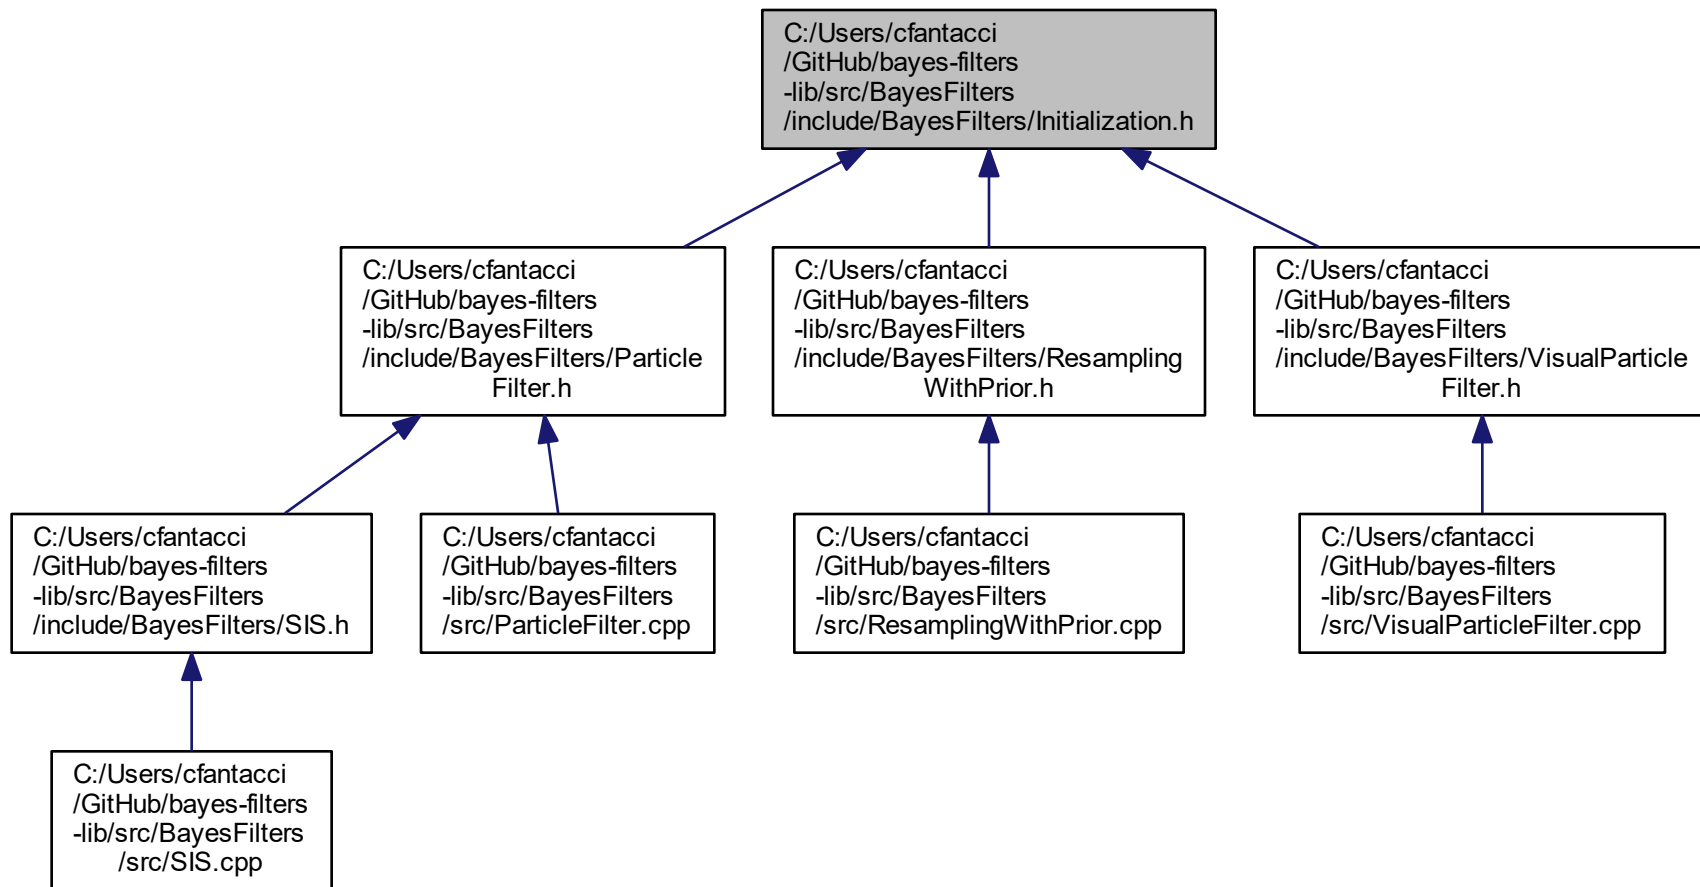 C:/Users/cfantacci
/GitHub/bayes-filters
-lib/src/BayesFilters
/include/BayesFilters/Initialization.h
C:/Users/cfantacci
/GitHub/bayes-filters
-lib/src/BayesFilters
/include/BayesFilters/Particle
Filter.h
C:/Users/cfantacci
/GitHub/bayes-filters
-lib/src/BayesFilters
/include/BayesFilters/Resampling
WithPrior.h
C:/Users/cfantacci
/GitHub/bayes-filters
-lib/src/BayesFilters
/include/BayesFilters/VisualParticle
Filter.h
C:/Users/cfantacci
/GitHub/bayes-filters
-lib/src/BayesFilters
/include/BayesFilters/SIS.h
C:/Users/cfantacci
/GitHub/bayes-filters
-lib/src/BayesFilters
/src/ParticleFilter.cpp
C:/Users/cfantacci
/GitHub/bayes-filters
-lib/src/BayesFilters
/src/ResamplingWithPrior.cpp
C:/Users/cfantacci
/GitHub/bayes-filters
-lib/src/BayesFilters
/src/VisualParticleFilter.cpp
C:/Users/cfantacci
/GitHub/bayes-filters
-lib/src/BayesFilters
/src/SIS.cpp